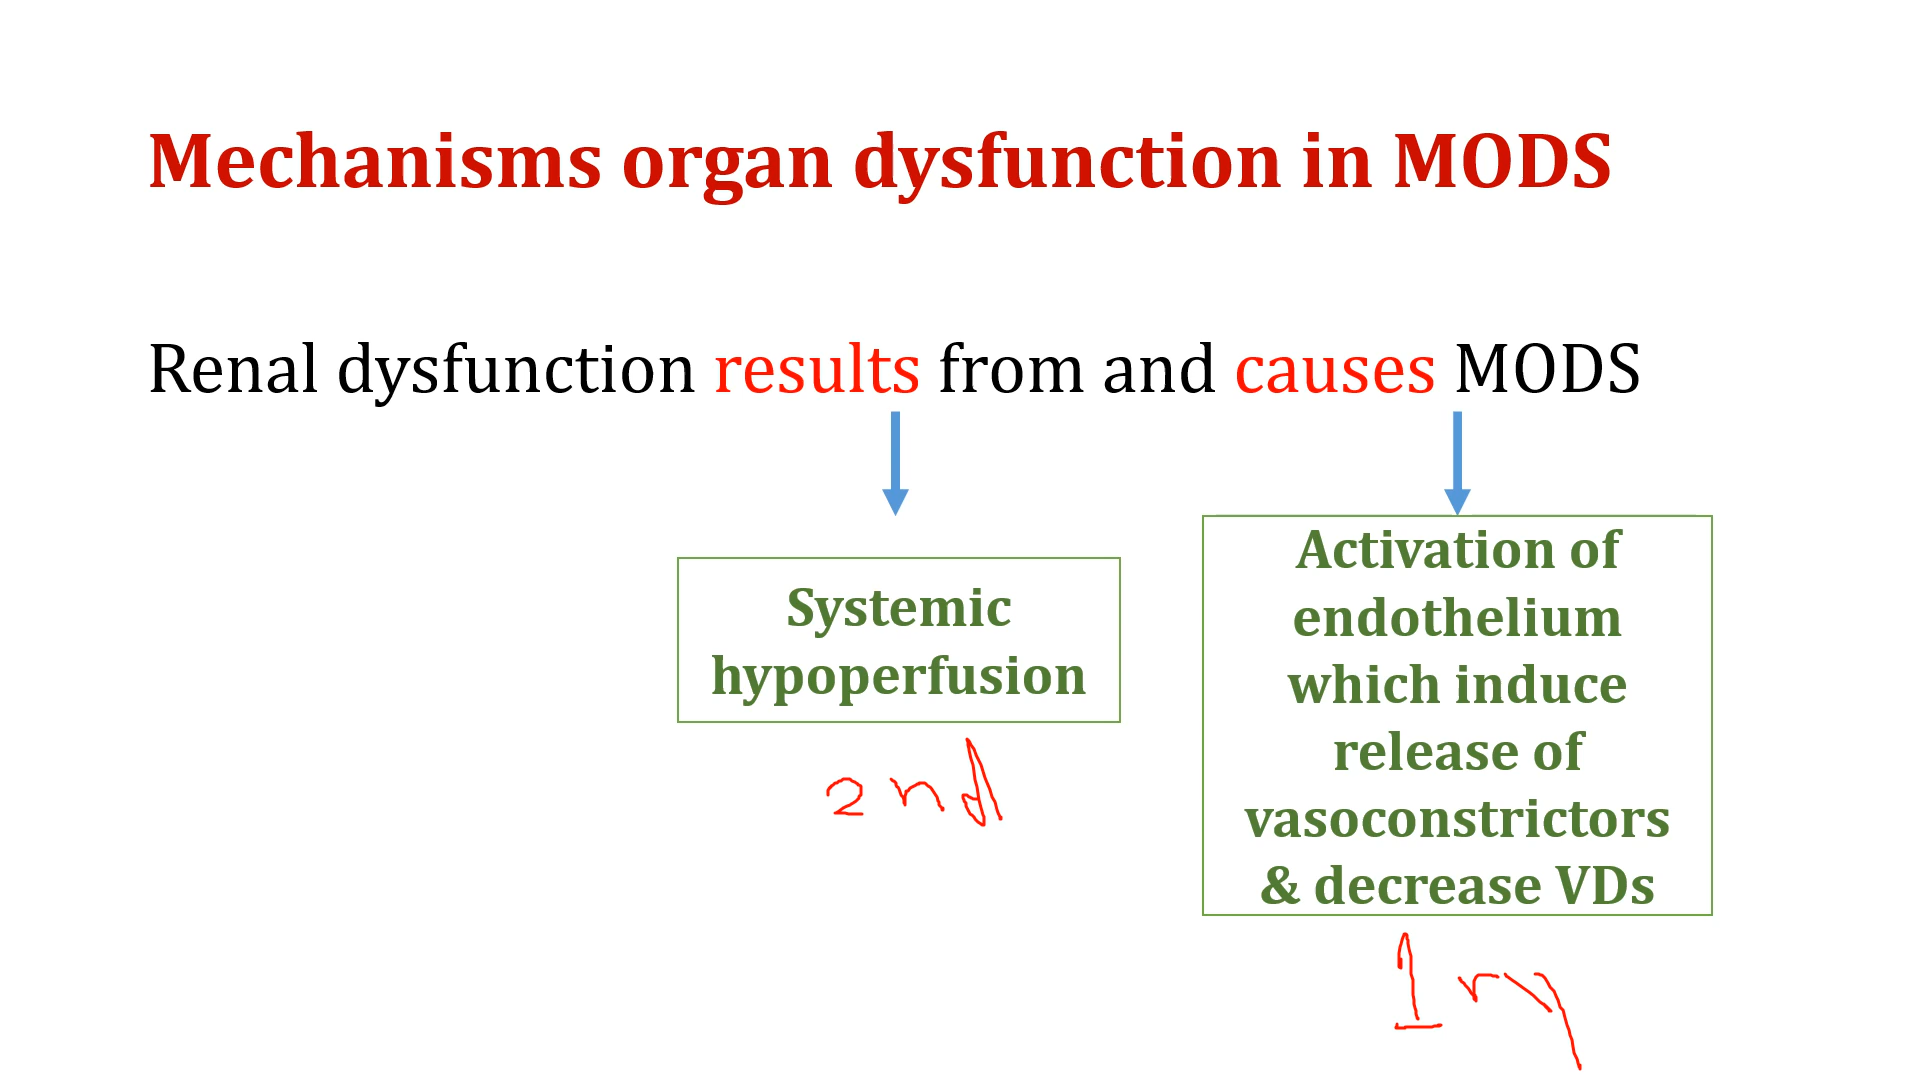 Mechanisms organ dysfunction in MODS
Renal dysfunction results from and causes MODS
Systemic
hypoperfusion
2nd
Activation of
endothelium
which induce
release of
vasoconstrictors
& decrease VDs
1ry